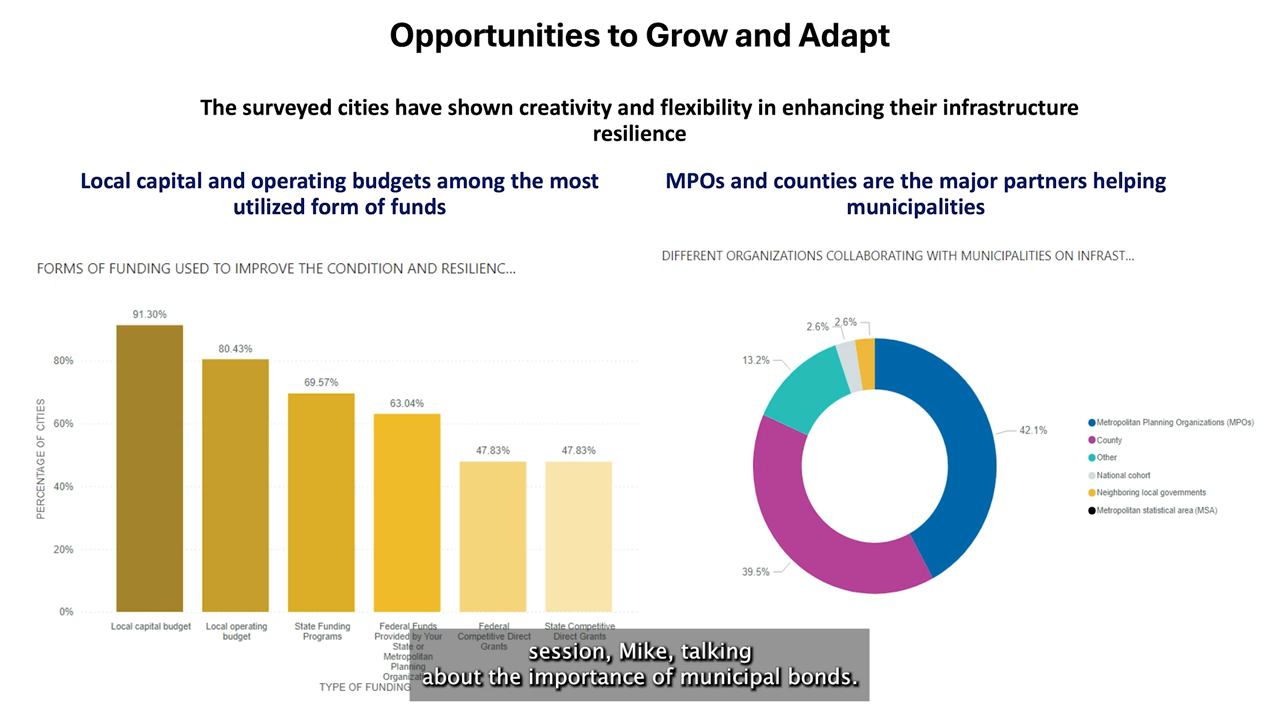 Opportunities to Grow and Adapt
The surveyed cities have shown creativity and flexibility in enhancing their infrastructure
resilience
Local capital and operating budgets among the most
utilized form of funds
FORMS OF FUNDING USED TO IMPROVE THE CONDITION AND RESILIENC...
PERCENTAGE OF CITIES
80%
60%
40%
20%
0%
91.30%
80.43%
69.57%
63.04%
47.83%
47.83%
Local capital budget
Local operating
budget
State Funding
Programs
Federal Funds
Provided by Your
State or
Metropolitan
Planning
Federal
Competitive Direct
Grants
State Competitive
Direct Grants
TYPE OF FUNDING
MPOs and counties are the major partners helping
municipalities
DIFFERENT ORGANIZATIONS COLLABORATING WITH MUNICIPALITIES ON INFRAST...
2.6%
2.6%
13.2%
42.1%
39.5%
Metropolitan Planning Organizations (MPOs)
County
Other
National cohort
Neighboring local governments
Metropolitan statistical area (MSA)
session, Mike, talking
about the importance of municipal bonds.